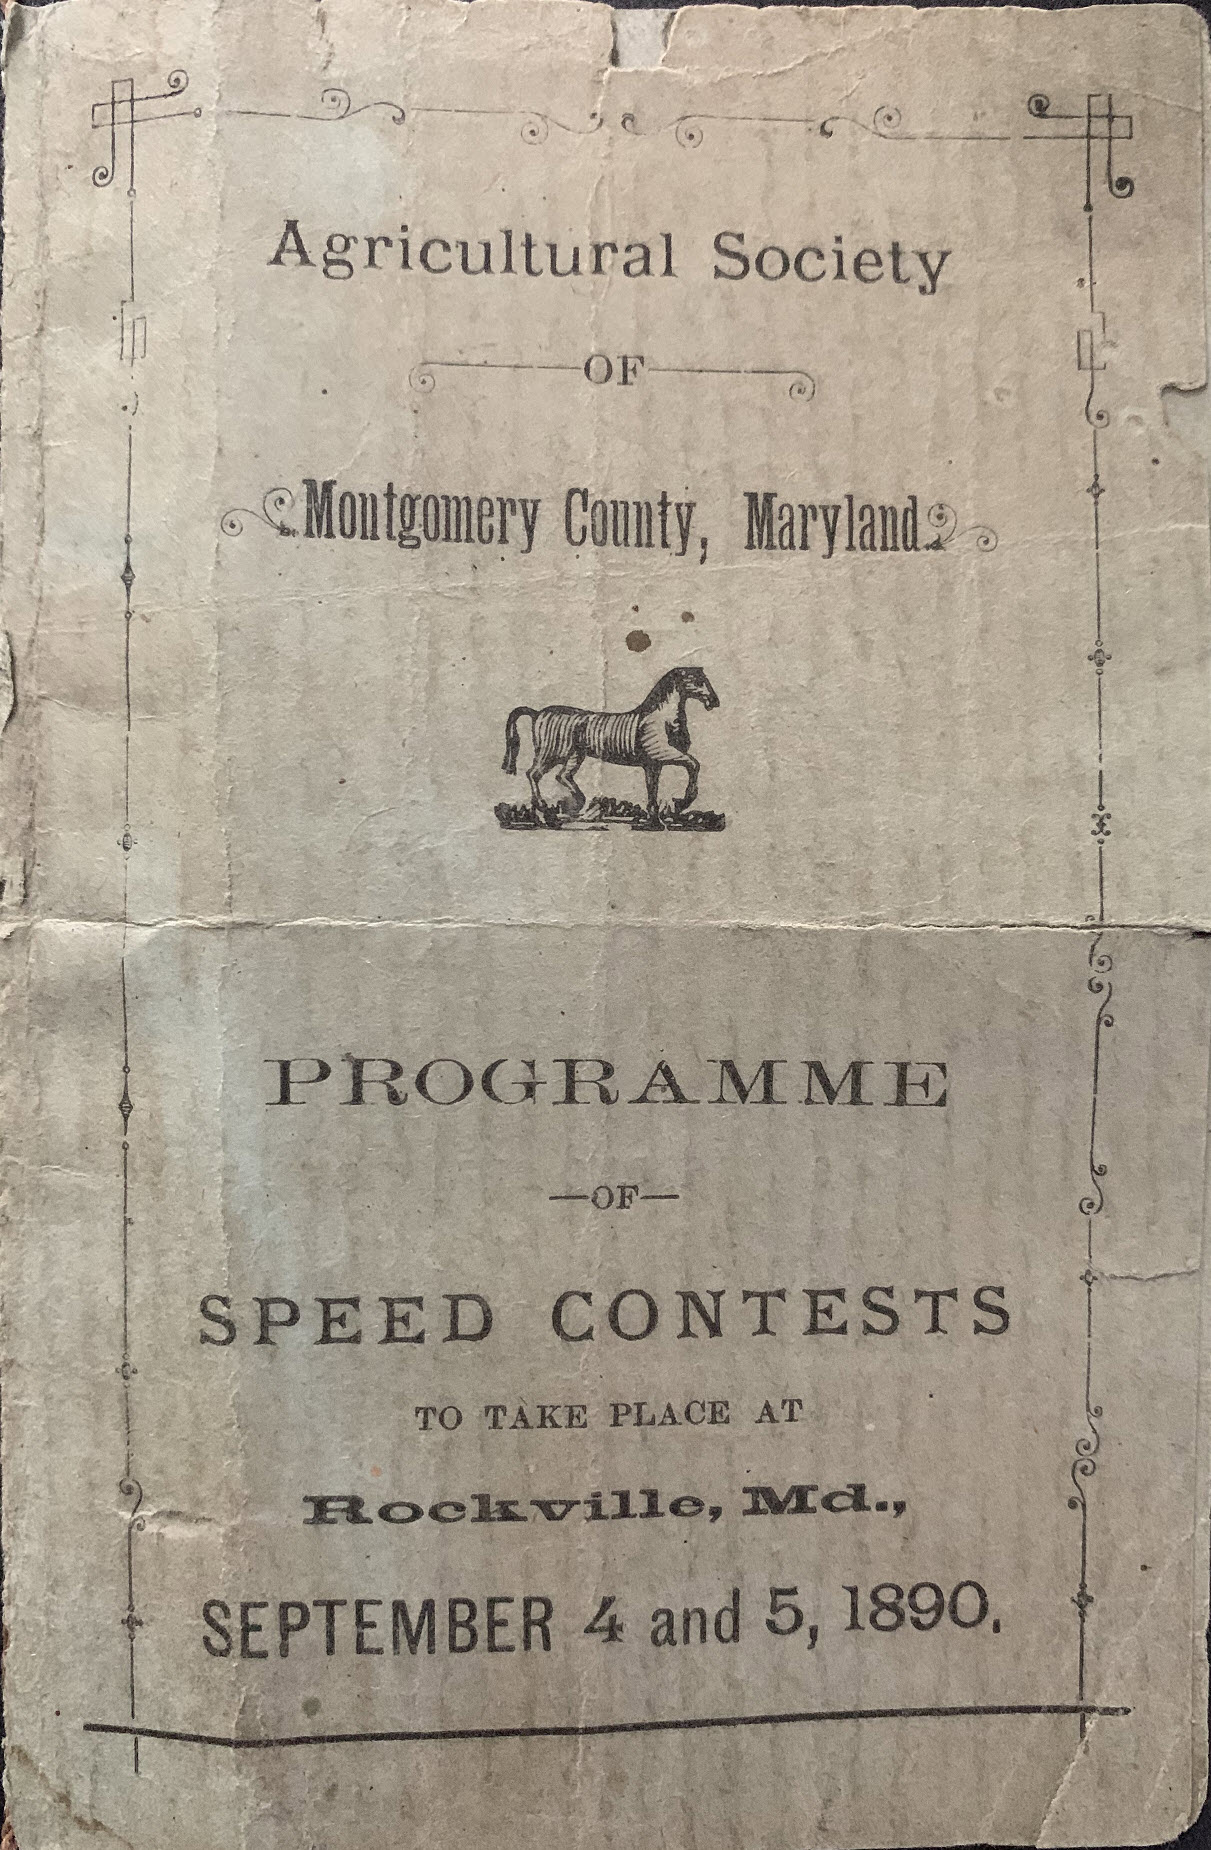 Agricultural Society
OF
Montgomery County, Maryland.
PROGRAMME
—OF—
SPEED CONTESTS
TO TAKE PLACE AT
Rockville, Md.,
SEPTEMBER 4 and 5, 1890.